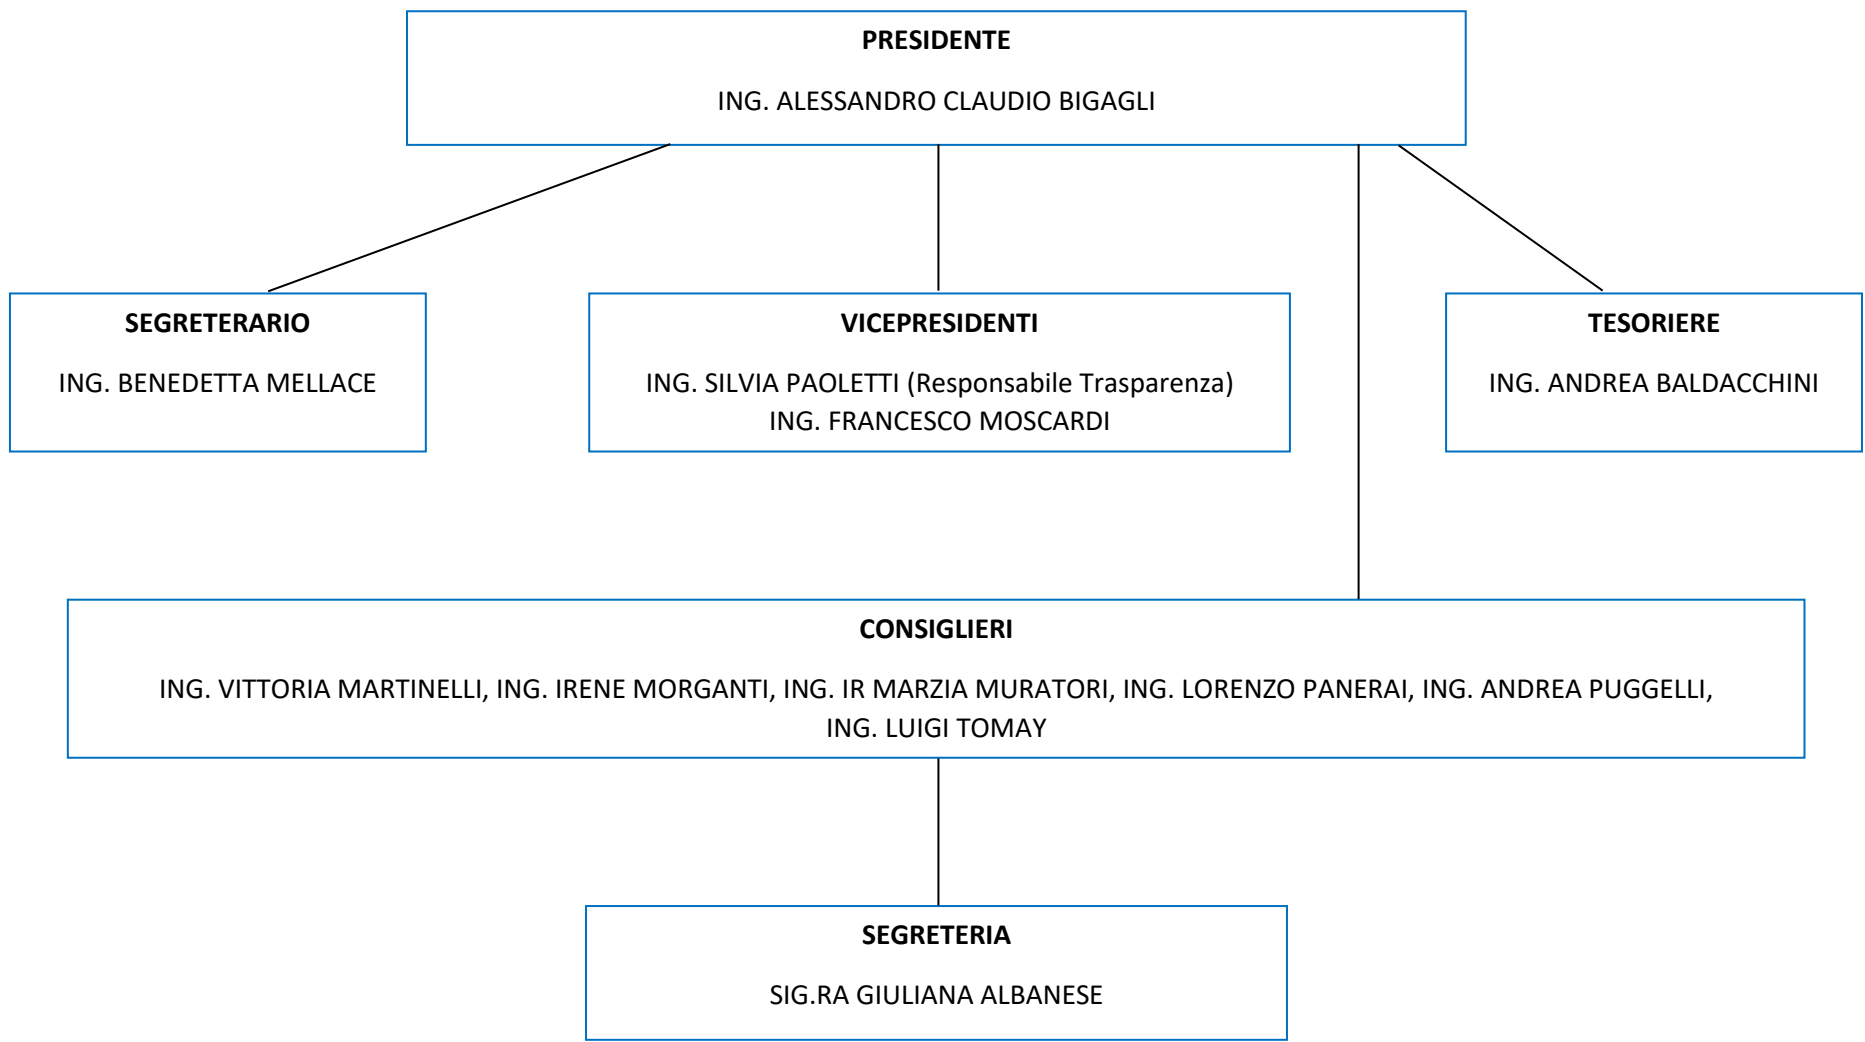 PRESIDENTE
ING. ALESSANDRO CLAUDIO BIGAGLI
SEGRETERARIO
ING. BENEDETTA MELLACE
VICEPRESIDENTI
ING. SILVIA PAOLETTI (Responsabile Trasparenza)
ING. FRANCESCO MOSCARDI
TESORIERE
ING. ANDREA BALDACCHINI
CONSIGLIERI
ING. VITTORIA MARTINELLI, ING. IRENE MORGANTI, ING. IR MARZIA MURATORI, ING. LORENZO PANERAI, ING. ANDREA PUGGELLI,
ING. LUIGI TOMAY
SEGRETERIA
SIG.RA GIULIANA ALBANESE